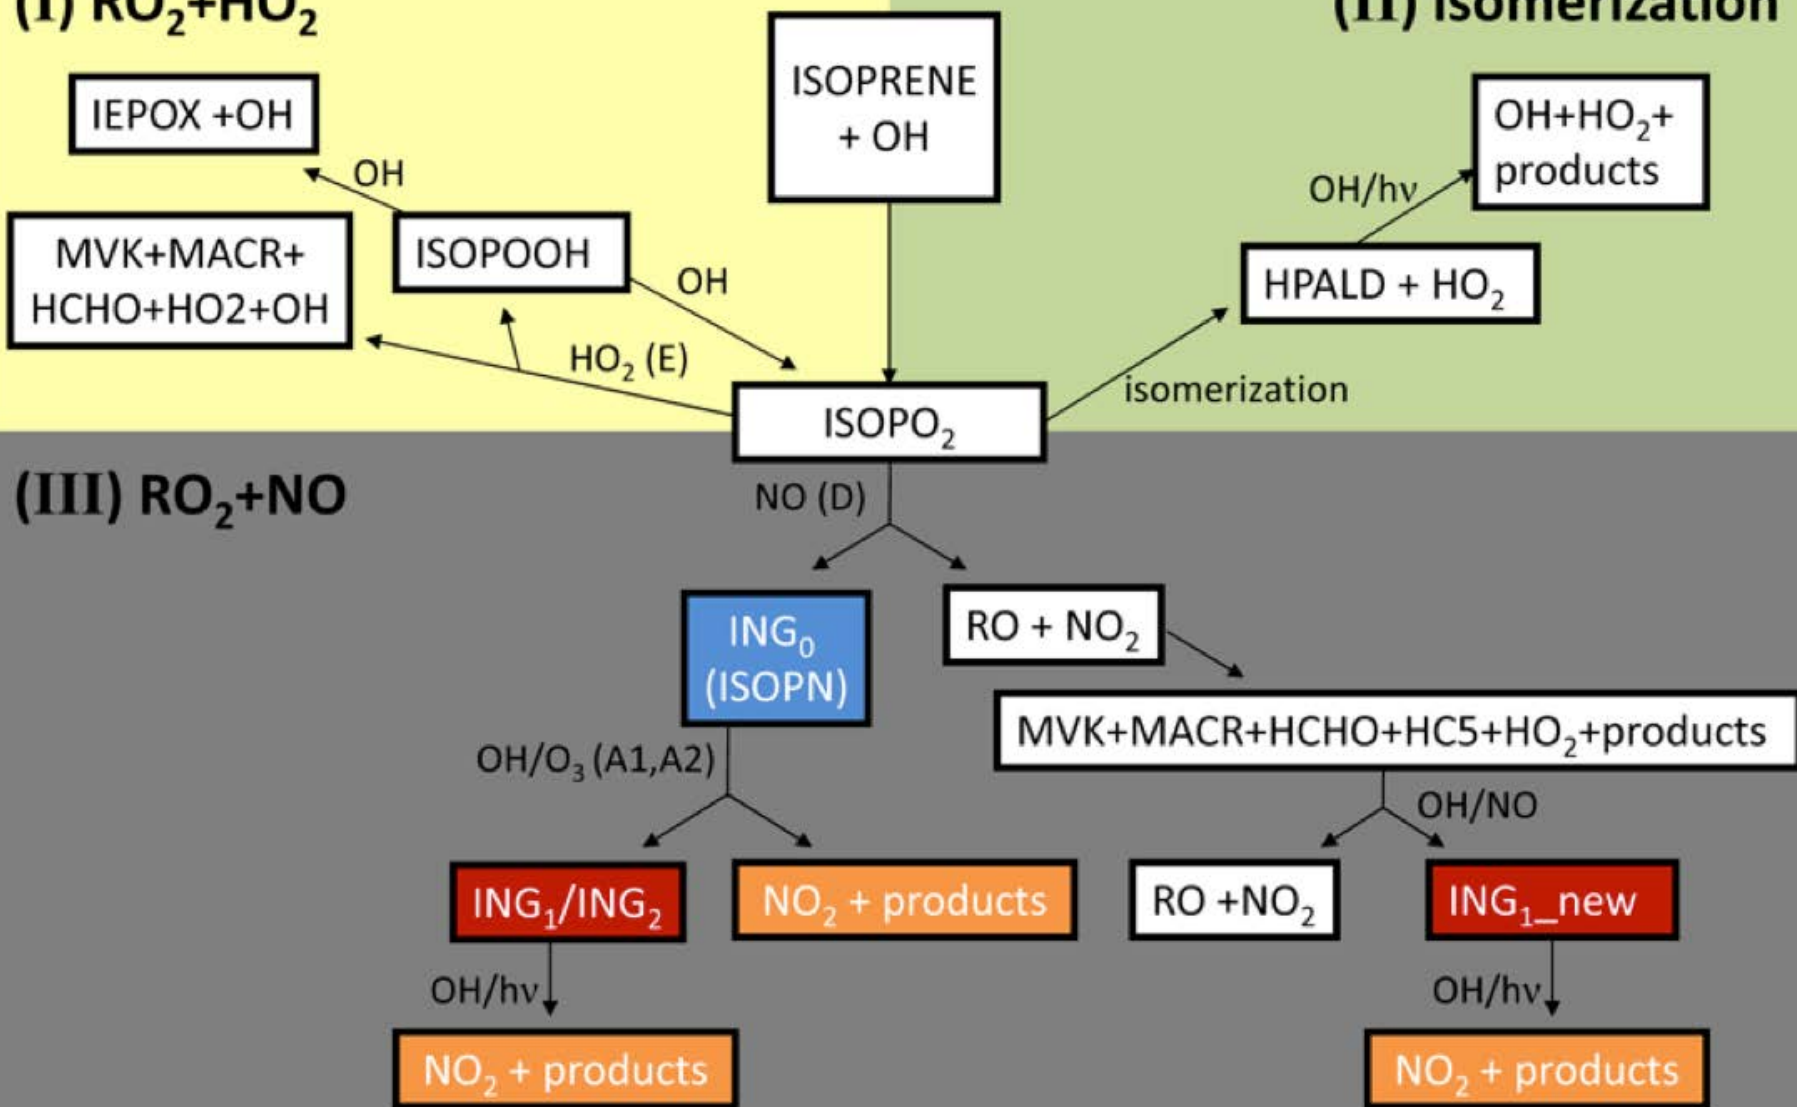 (I) RO₂+HO₂
(II) isomerization
ISOPRENE
+ OH
IEPOX +OH
OH+HO₂+
products
OH
OH/hν
MVK+MACR+
HCHO+HO2+OH
ISOPOOH
OH
HPALD + HO₂
HO₂ (E)
isomerization
ISOPO₂
(III) RO₂+NO
NO (D)
ING₀
(ISOPN)
RO + NO₂
MVK+MACR+HCHO+HC5+HO₂+products
OH/O₃ (A1,A2)
OH/NO
ING₁/ING₂
NO₂ + products
RO +NO₂
ING₁_new
OH/hν
OH/hν
NO₂ + products
NO₂ + products